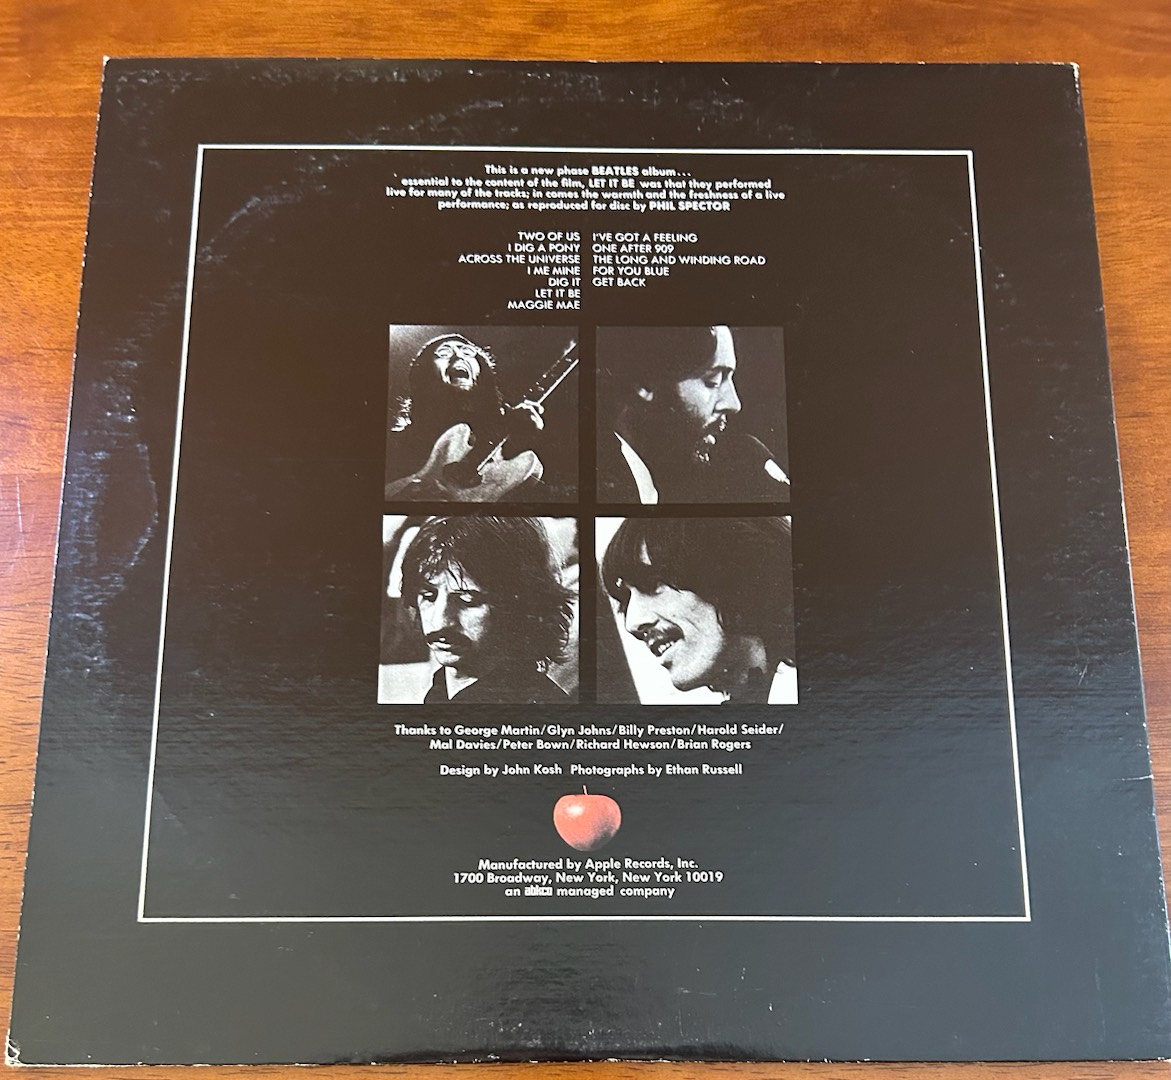 This is a new phase BEATLES album...
essential to the content of the film, LET IT BE was that they performed
live for many of the tracks; in comes the warmth and the freshness of a live
performance; as reproduced for disc by PHIL SPECTOR
TWO OF US
I DIG A PONY
ACROSS THE UNIVERSE
I ME MINE
DIG IT
LET IT BE
MAGGIE MAE
I'VE GOT A FEELING
ONE AFTER 909
THE LONG AND WINDING ROAD
FOR YOU BLUE
GET BACK
Thanks to George Martin/Glyn Johns/Billy Preston/Harold Seider/
Mal Davies/Peter Bown/Richard Hewson/Brian Rogers
Design by John Kosh Photographs by Ethan Russell
Manufactured by Apple Records, Inc.
1700 Broadway, New York, New York 10019
an abkco managed company